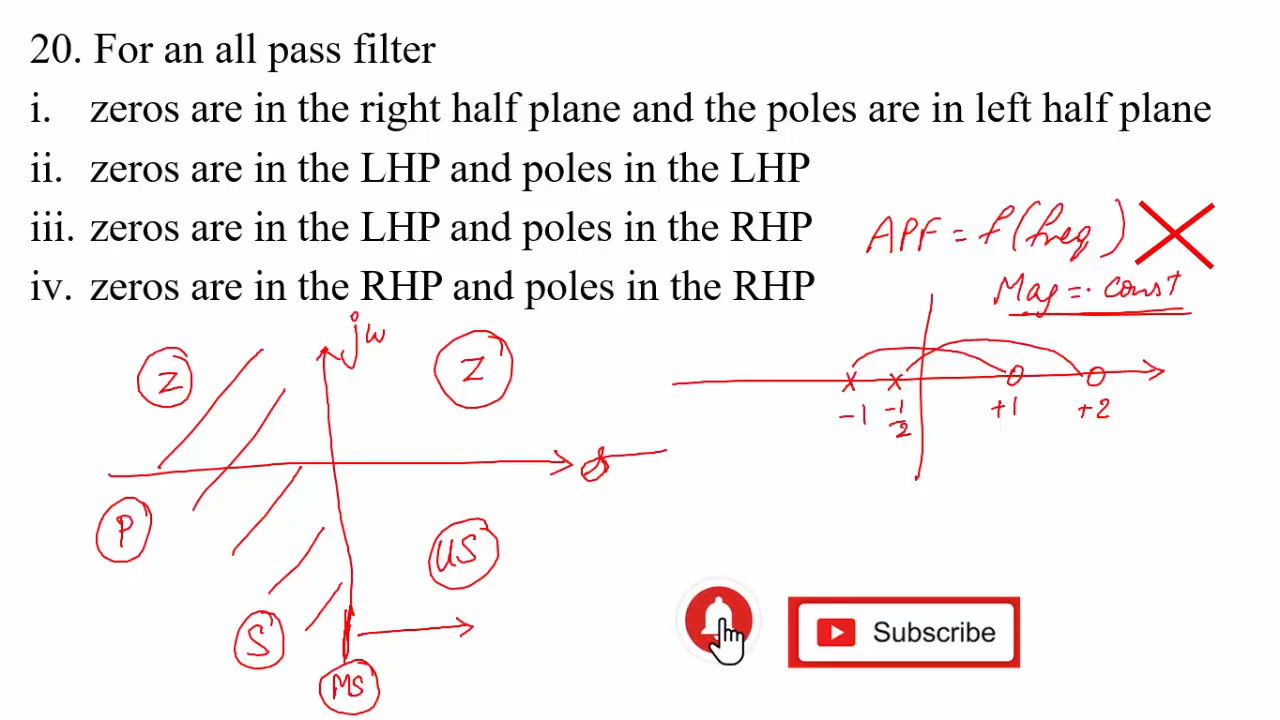 20. For an all pass filter
i. zeros are in the right half plane and the poles are in left half plane
ii. zeros are in the LHP and poles in the LHP
iii. zeros are in the LHP and poles in the RHP
iv. zeros are in the RHP and poles in the RHP
APF = f(freq)
Mag = const
jω
Z
Z
-1
-1/2
+1
+2
σ
P
US
S
MS
Subscribe